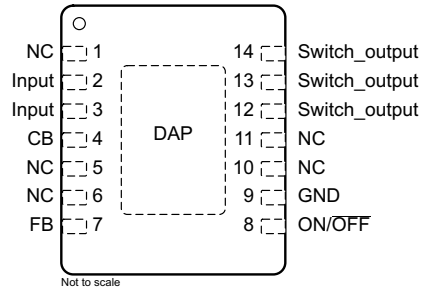 NC 1 14 Switch_output
Input 2 13 Switch_output
Input 3 12 Switch_output
CB 4 DAP 11 NC
NC 5 10 NC
NC 6 9 GND
FB 7 8 ON/OFF
Not to scale